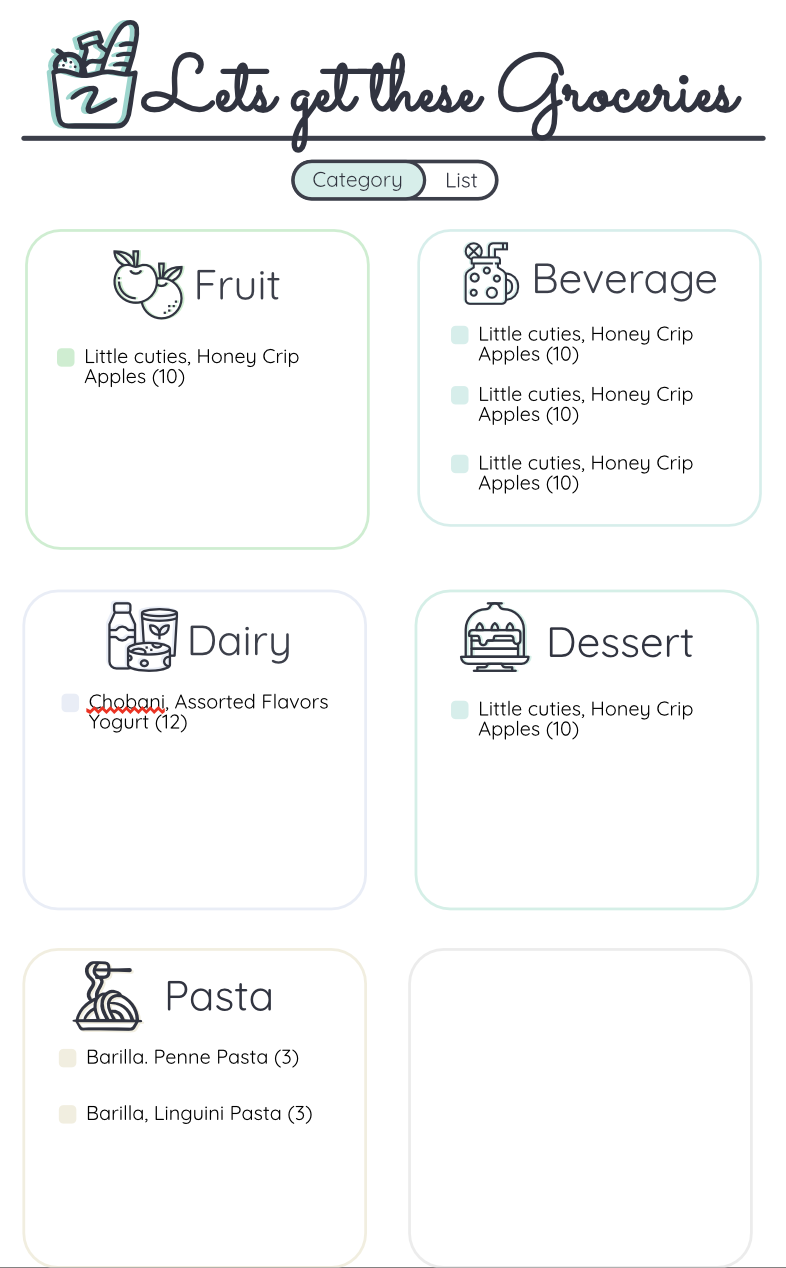 Lets get these Groceries
Category
List
Fruit
Little cuties, Honey Crip
Apples (10)
Beverage
Little cuties, Honey Crip
Apples (10)
Little cuties, Honey Crip
Apples (10)
Little cuties, Honey Crip
Apples (10)
Dairy
Chobani, Assorted Flavors
Yogurt (12)
Dessert
Little cuties, Honey Crip
Apples (10)
Pasta
Barilla. Penne Pasta (3)
Barilla, Linguini Pasta (3)